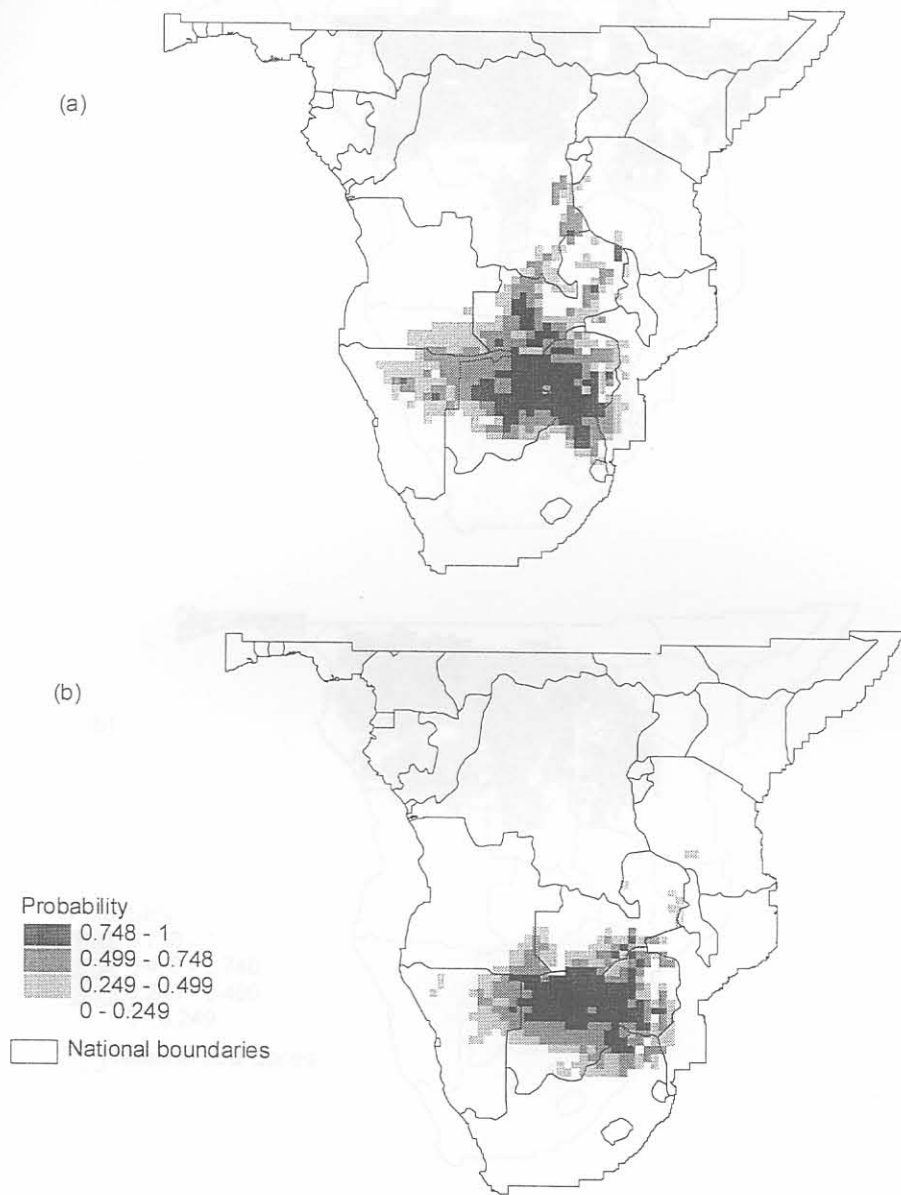 (a)
(b)
Probability
0.748 - 1
0.499 - 0.748
0.249 - 0.499
0 - 0.249
National boundaries